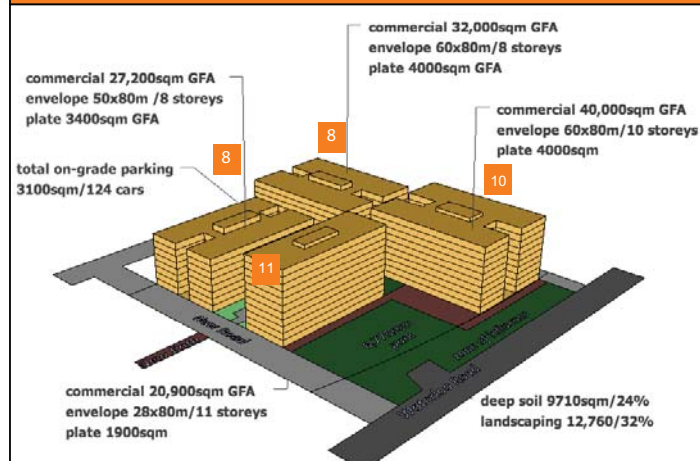 commercial 32,000sqm GFA
envelope 60x80m/8 storeys
plate 4000sqm GFA
commercial 27,200sqm GFA
envelope 50x80m /8 storeys
plate 3400sqm GFA
commercial 40,000sqm GFA
envelope 60x80m/10 storeys
plate 4000sqm
8
8
10
total on-grade parking
3100sqm/124 cars
11
New Road
commercial 20,900sqm GFA
envelope 28x80m/11 storeys
plate 1900sqm
deep soil 9710sqm/24%
landscaping 12,760/32%